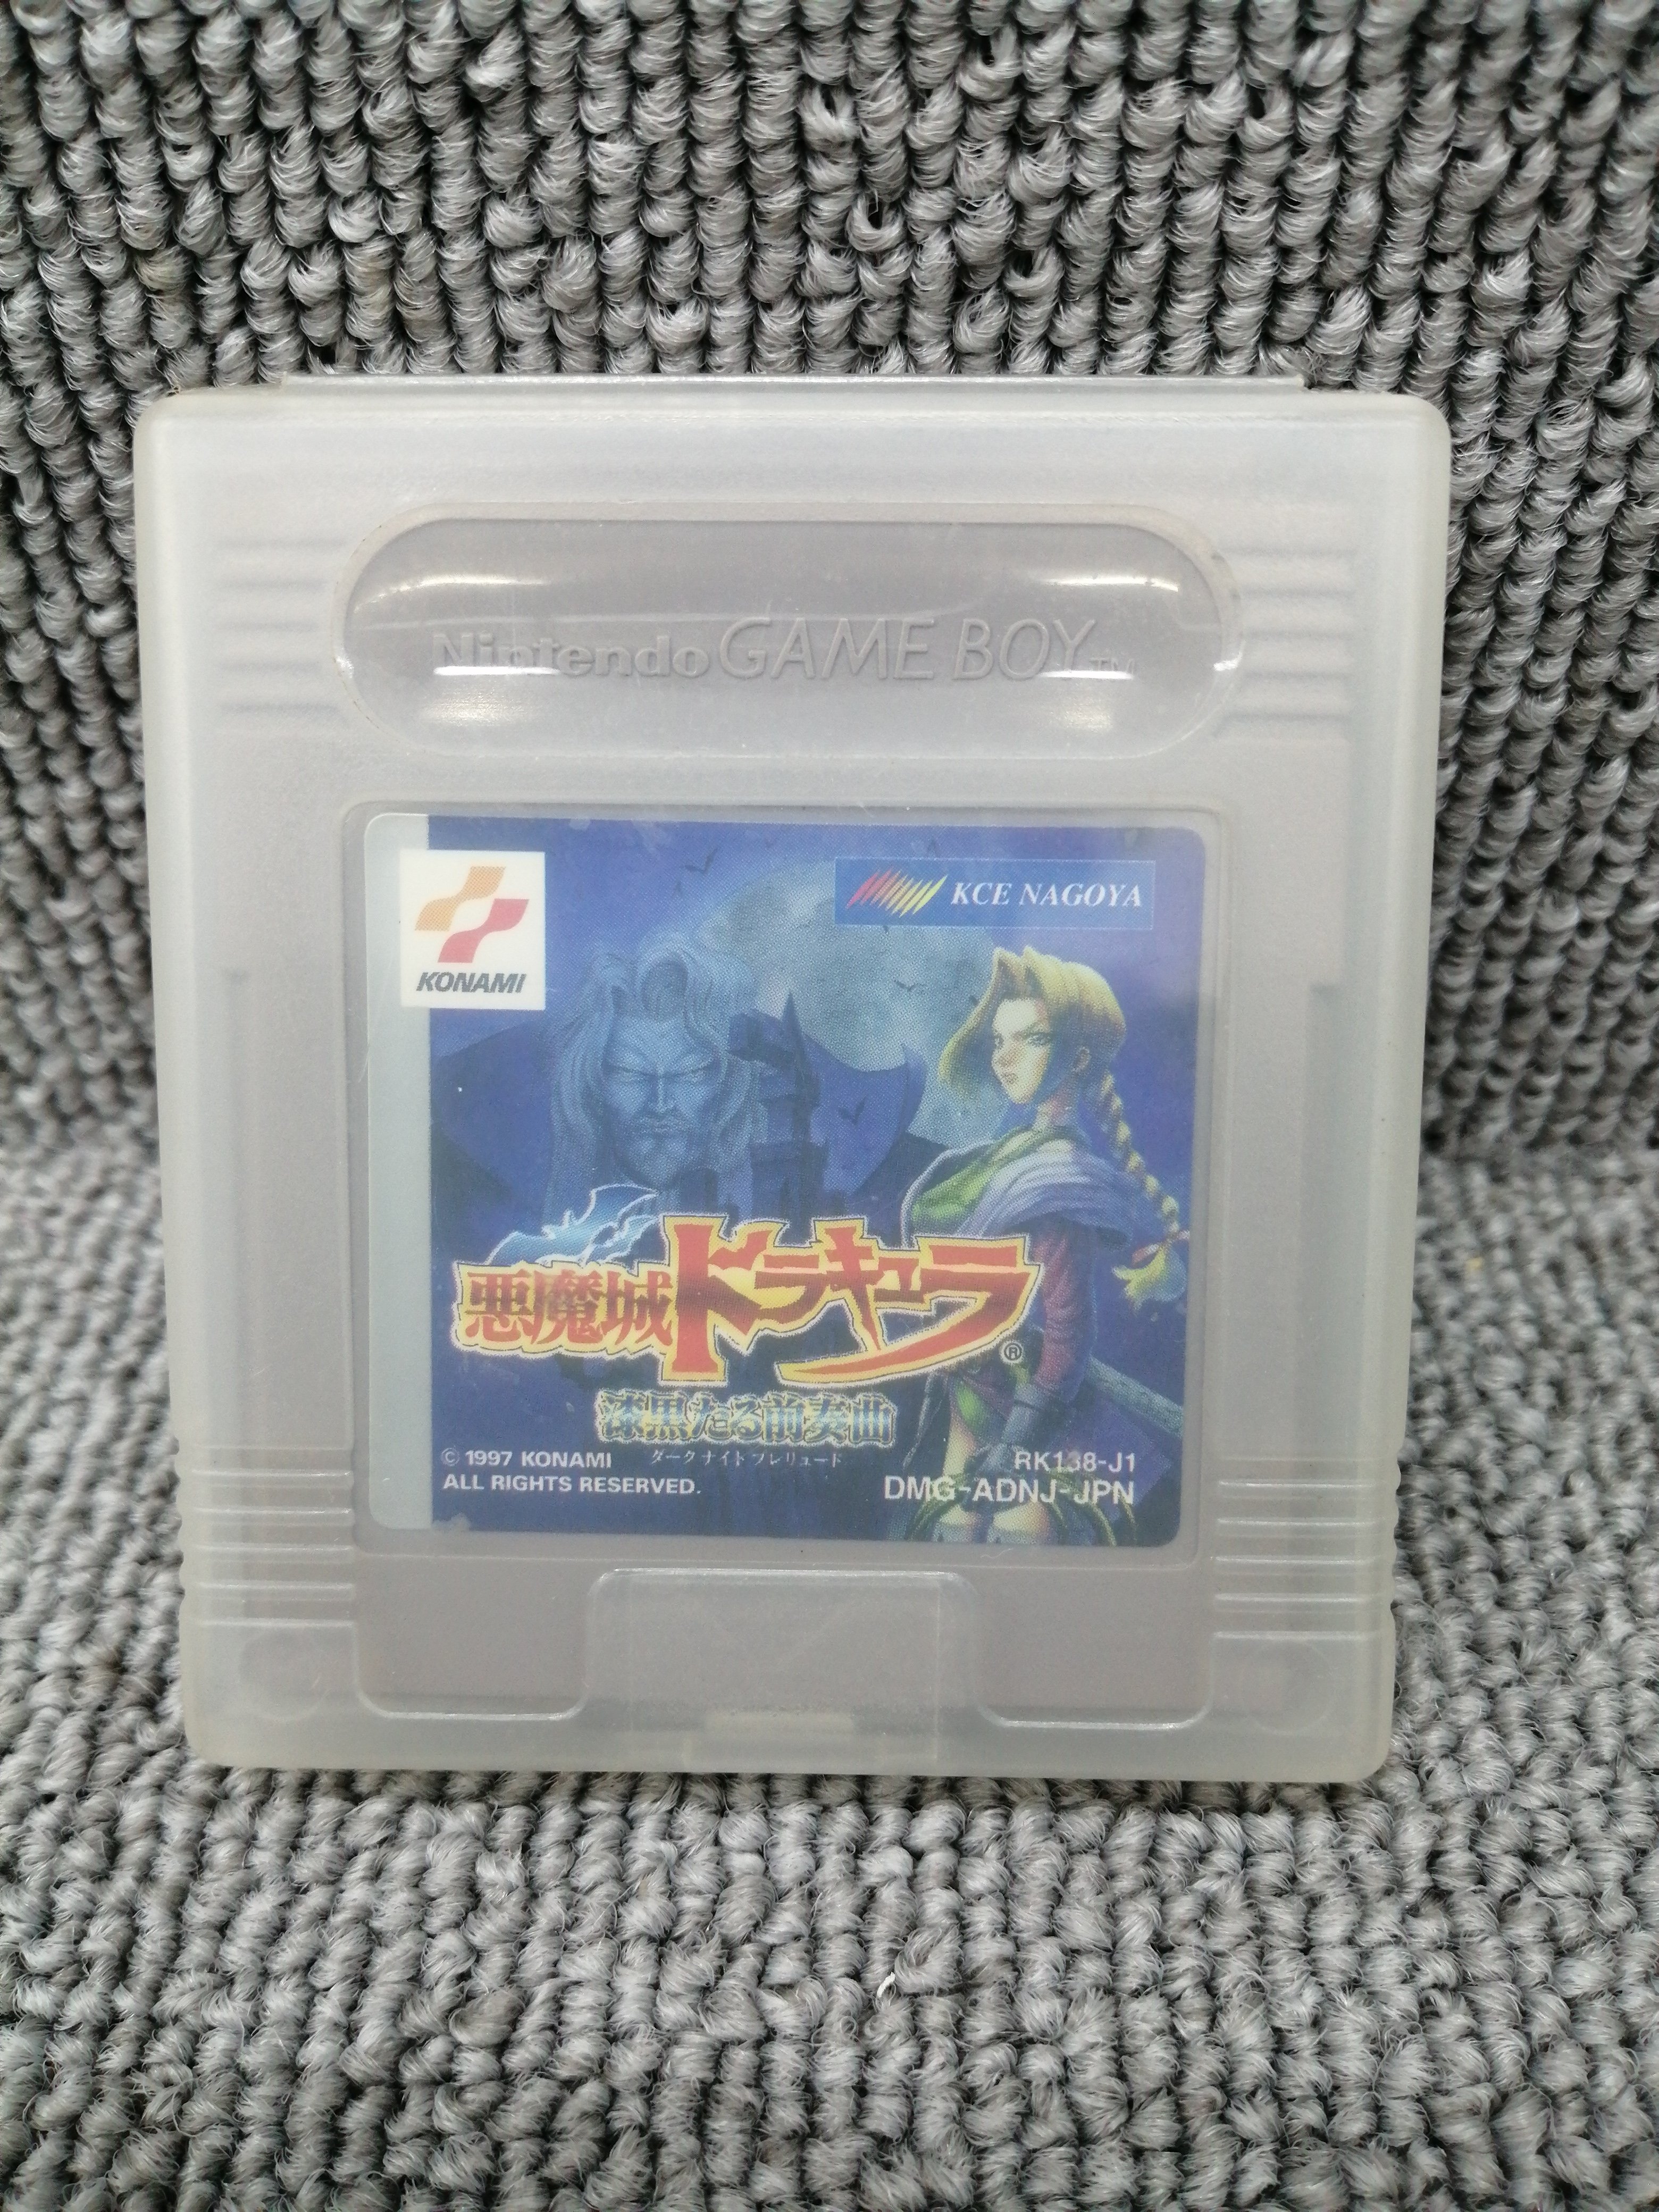 Nintendo GAME BOY TM
KONAMI
KCE NAGOYA
悪魔城ドラキュラ®
漆黒たる前奏曲
ダークナイトプレリュード
© 1997 KONAMI
ALL RIGHTS RESERVED.
RK138-J1
DMG-ADNJ-JPN